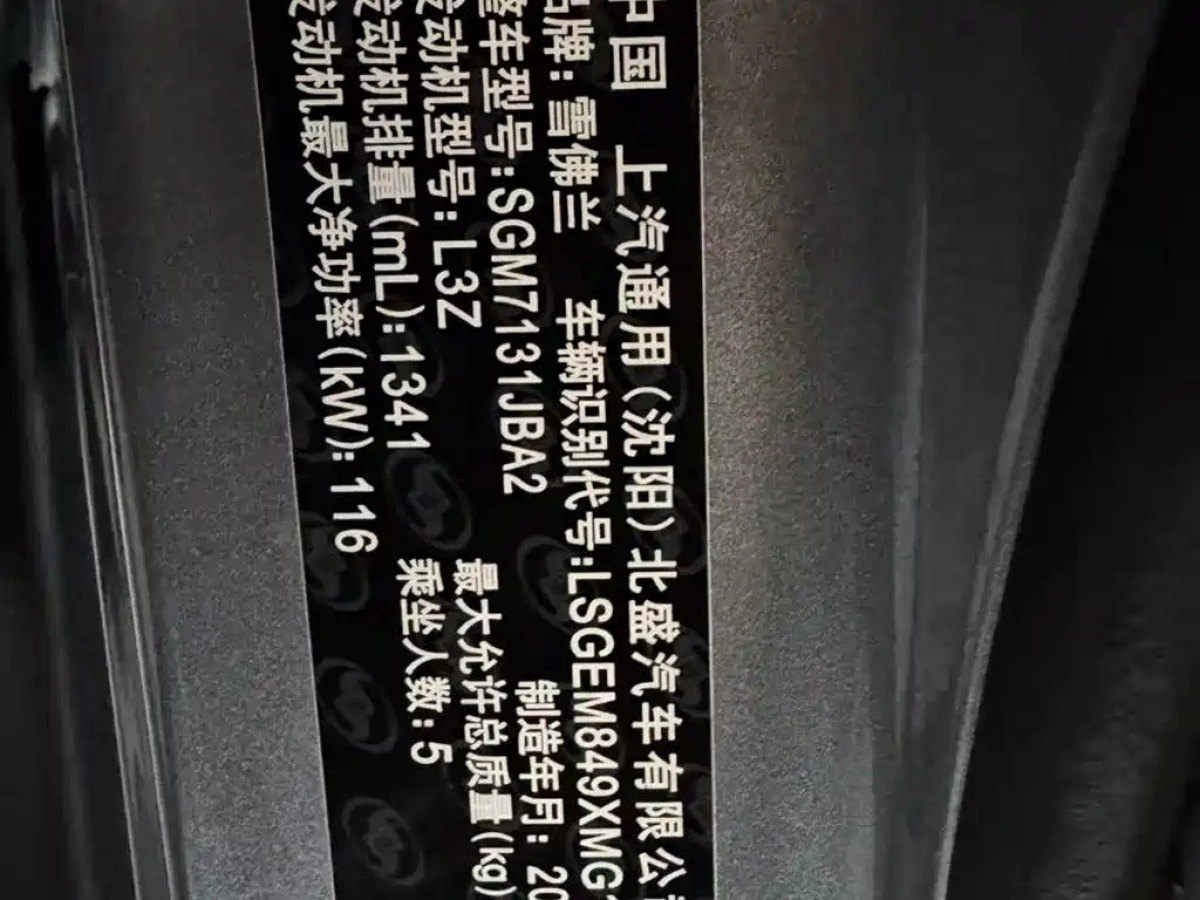 中国 上汽通用(沈阳)北盛汽车有限公
品牌:雪佛兰 车辆识别代号:LSGEM849XMG
整车型号:SGM7131JBA2 制造年月:20
发动机型号:L3Z 最大允许总质量(kg)
发动机排量(mL):1341 乘坐人数:5
发动机最大净功率(kW):116